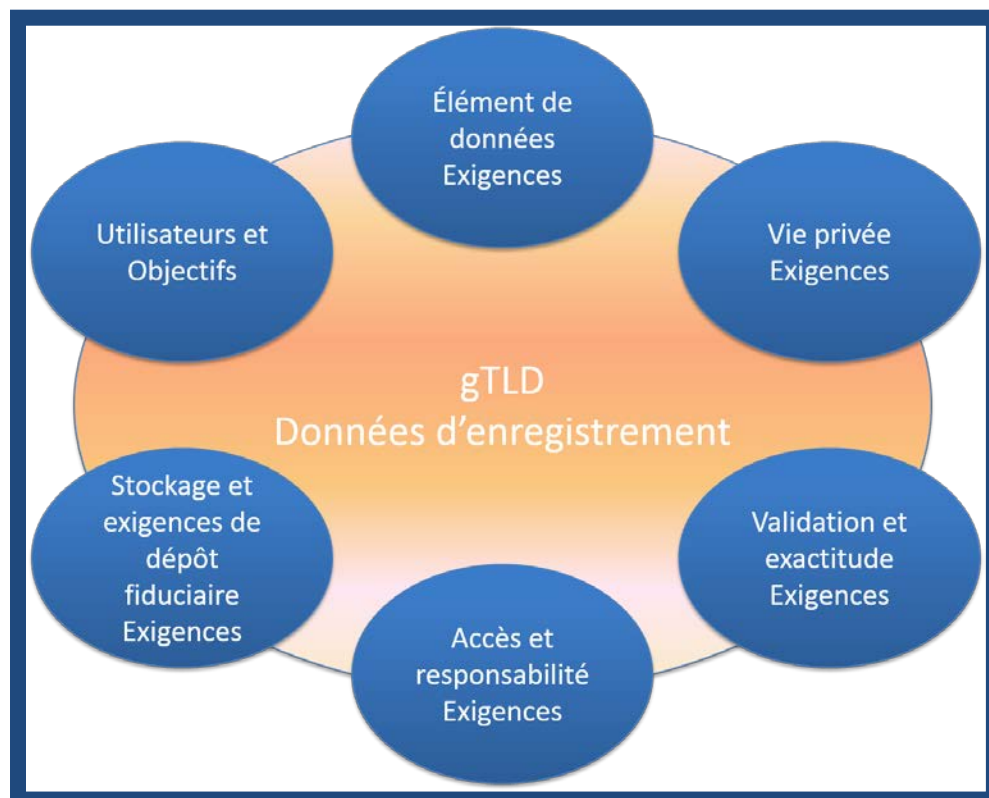 Élément de
données
Exigences
Utilisateurs et
Objectifs
Vie privée
Exigences
gTLD
Données d’enregistrement
Stockage et
exigences de
dépôt
fiduciaire
Exigences
Validation et
exactitude
Exigences
Accès et
responsabilité
Exigences